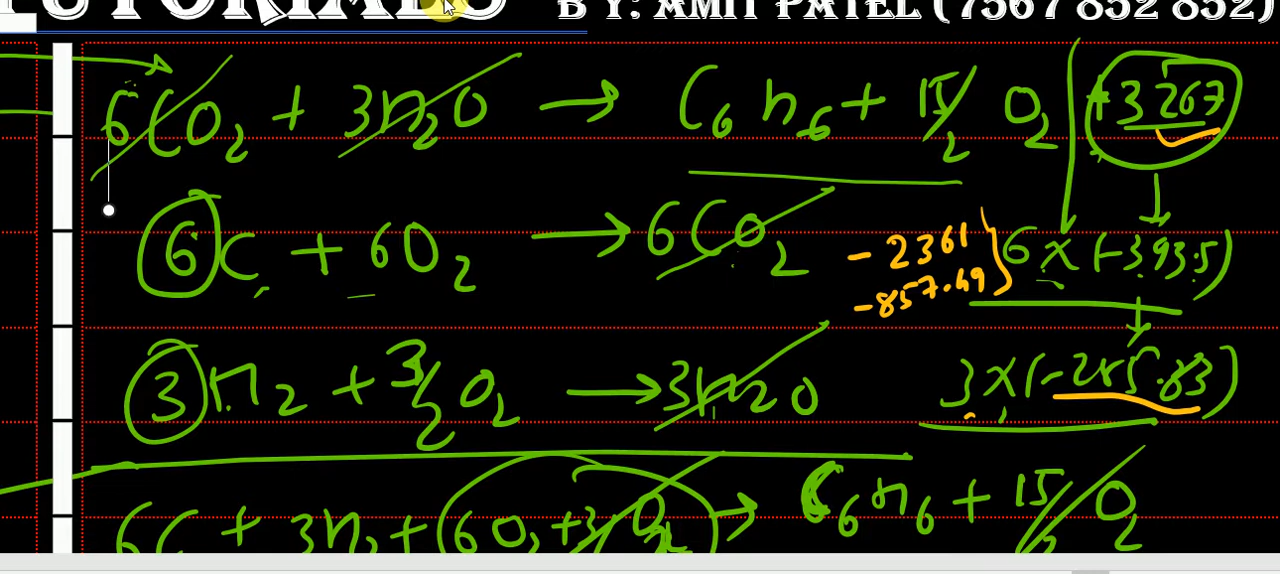 TUTORIALS BY: AMIT PATEL (7567 852 852)
6CO2 + 3H2O → C6H6 + 15/2 O2 +3267
6C + 6O2 → 6CO2 -2361 6×(-393.5)
-857.49
3H2 + 3/2 O2 → 3H2O 3×(-285.83)
6C + 3H2 + (6O2 + 3/2 O2) → C6H6 + 15/2 O2